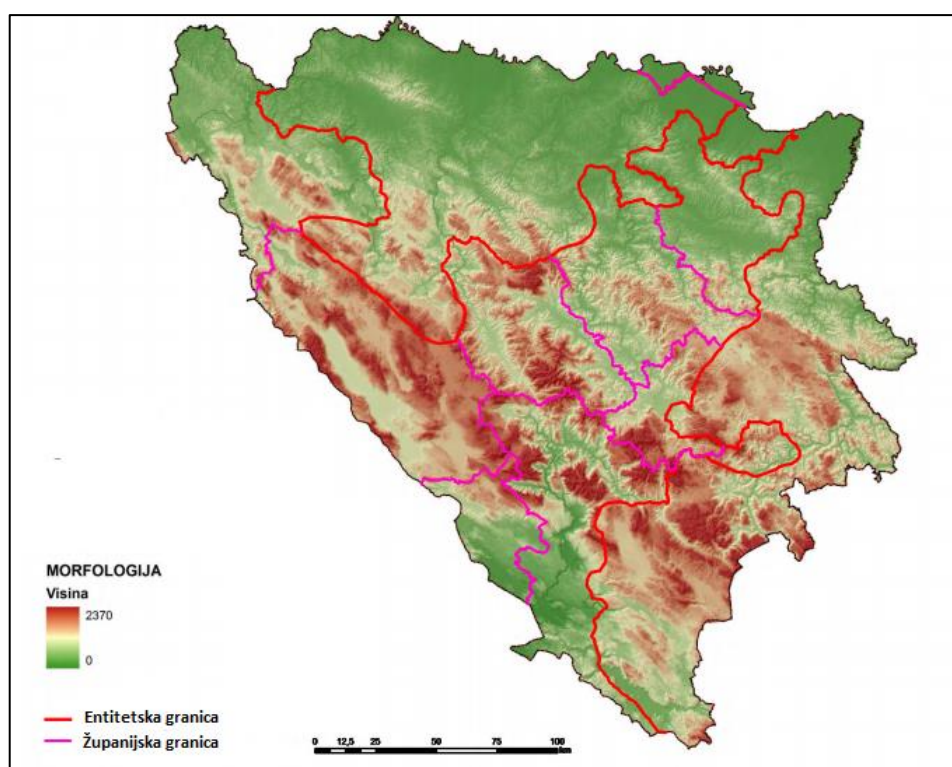 MORFOLOGIJA
Visina
2370
0
Entitetska granica
Županijska granica
0 12,5 25 50 75 100
km